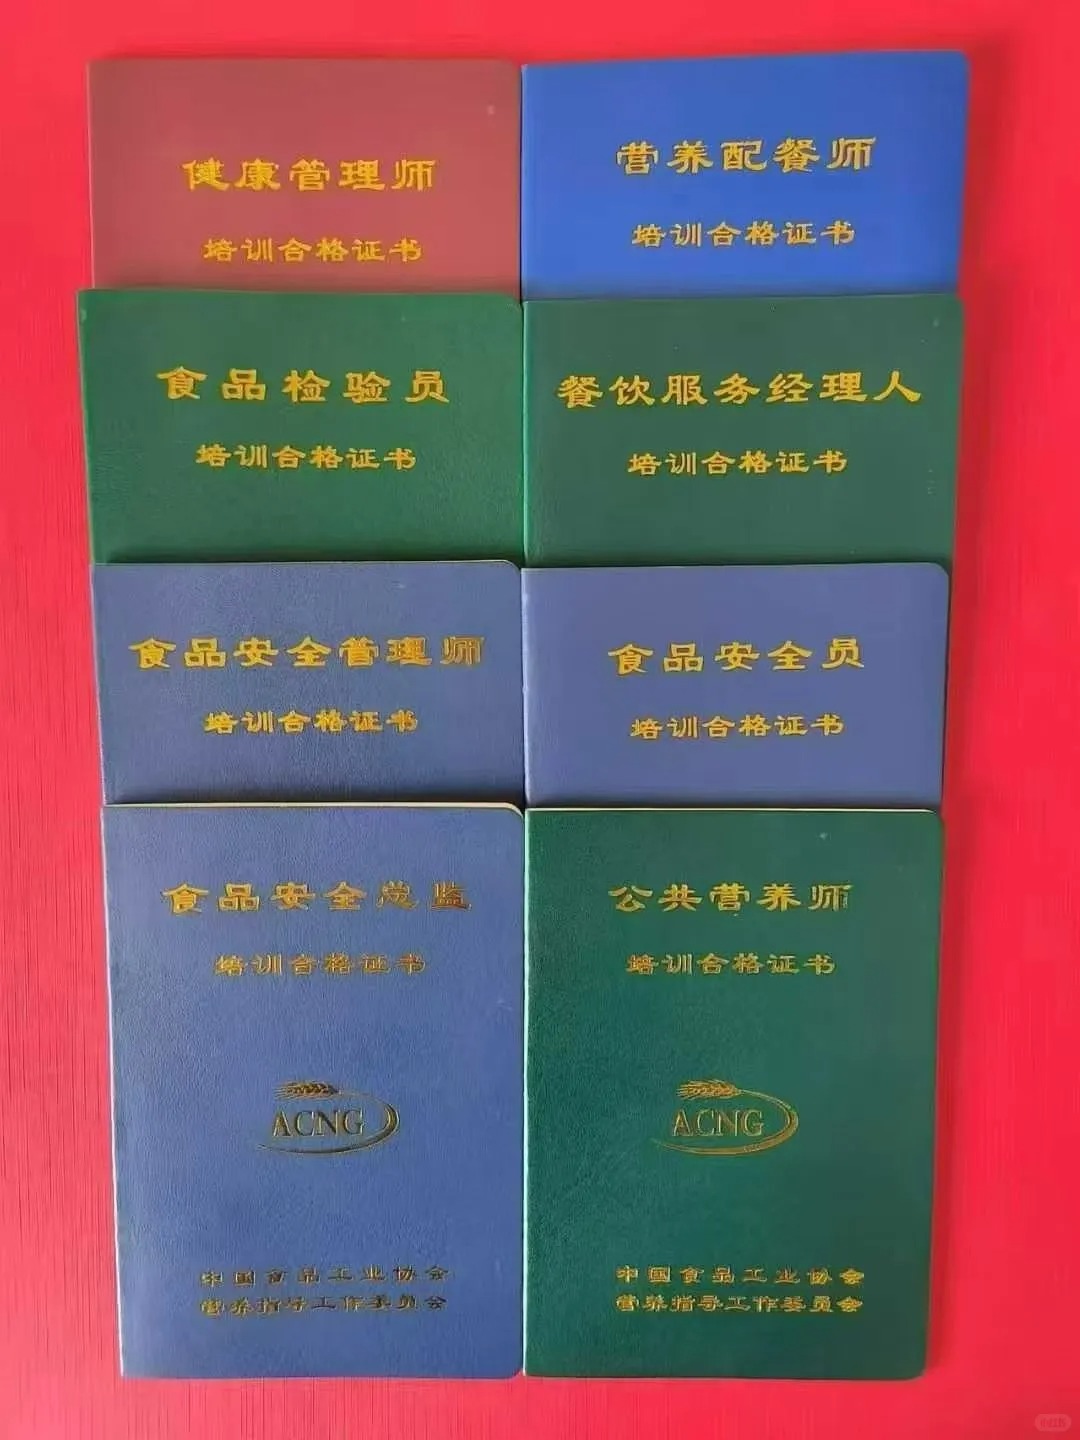 健康管理师
培训合格证书
营养配餐师
培训合格证书
食品检验员
培训合格证书
餐饮服务经理人
培训合格证书
食品安全管理师
培训合格证书
食品安全员
培训合格证书
食品安全总监
培训合格证书
ACNG
中国食品工业协会
营养指导工作委员会
公共营养师
培训合格证书
ACNG
中国食品工业协会
营养指导工作委员会